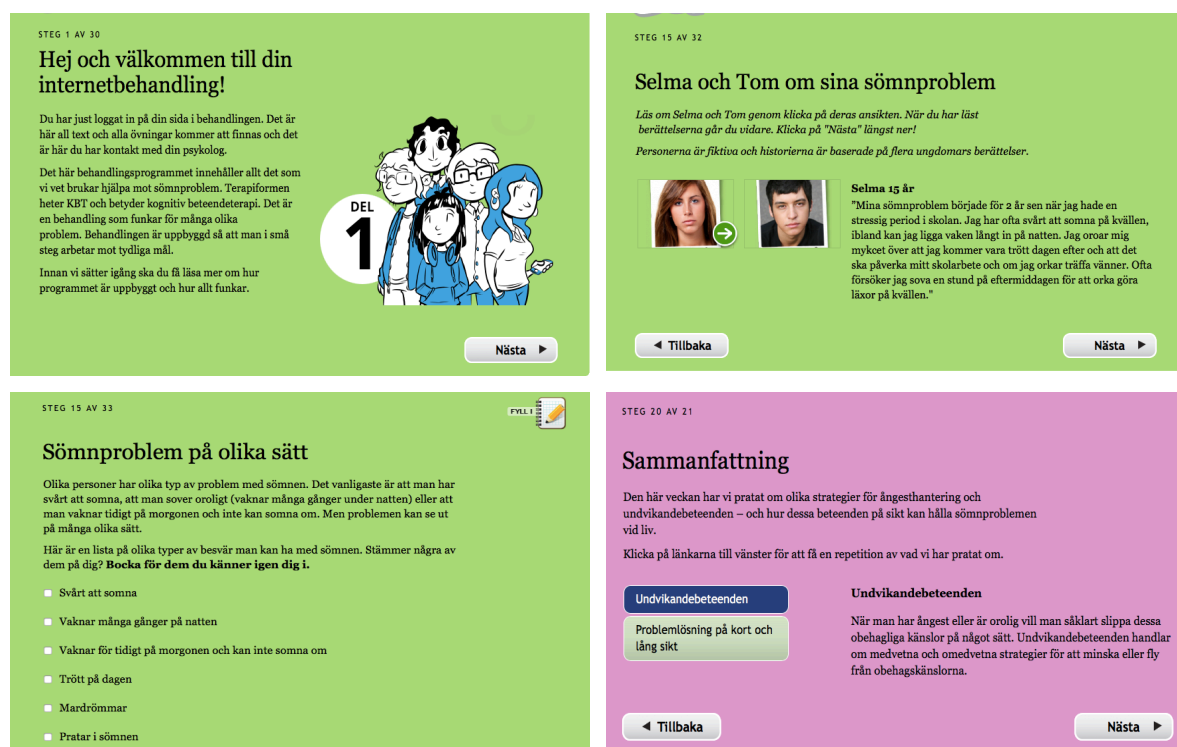 STEG 1 AV 30
Hej och välkommen till din
internetbehandling!
Du har just loggat in på din sida i behandlingen. Det är
här all text och alla övningar kommer att finnas och det
är här du har kontakt med din psykolog.
Det här behandlingsprogrammet innehåller allt det som
vi vet brukar hjälpa mot sömnproblem. Terapiformen
heter KBT och betyder kognitiv beteendeterapi. Det är
en behandling som funkar för många olika
problem. Behandlingen är uppbyggd så att man i små
steg arbetar mot tydliga mål.
Innan vi sätter igång ska du få läsa mer om hur
programmet är uppbyggt och hur allt funkar.
DEL
1
Nästa
STEG 15 AV 32
Selma och Tom om sina sömnproblem
Läs om Selma och Tom genom klicka på deras ansikten. När du har läst
berättelserna går du vidare. Klicka på "Nästa" längst ner!
Personerna är fiktiva och historierna är baserade på flera ungdomars berättelser.
Selma 15 år
"Mina sömnproblem började för 2 år sen när jag hade en
stressig period i skolan. Jag har ofta svårt att somna på kvällen,
ibland kan jag ligga vaken långt in på natten. Jag oroar mig
mykcet över att jag kommer vara trött dagen efter och att det
ska påverka mitt skolarbete och om jag orkar träffa vänner. Ofta
försöker jag sova en stund på eftermiddagen för att orka göra
läxor på kvällen."
Tillbaka
Nästa
STEG 15 AV 33
FYLL I
Sömnproblem på olika sätt
Olika personer har olika typ av problem med sömnen. Det vanligaste är att man har
svårt att somna, att man sover oroligt (vaknar många gånger under natten) eller att
man vaknar tidigt på morgonen och inte kan somna om. Men problemen kan se ut
på många olika sätt.
Här är en lista på olika typer av besvär man kan ha med sömnen. Stämmer några av
dem på dig? Bocka för dem du känner igen dig i.
Svårt att somna
Vaknar många gånger på natten
Vaknar för tidigt på morgonen och kan inte somna om
Trött på dagen
Mardrömmar
Pratar i sömnen
STEG 20 AV 21
Sammanfattning
Den här veckan har vi pratat om olika strategier för ångesthantering och
undvikandebeteenden – och hur dessa beteenden på sikt kan hålla sömnproblemen
vid liv.
Klicka på länkarna till vänster för att få en repetition av vad vi har pratat om.
Undvikandebeteenden
Problemlösning på kort och
lång sikt
Undvikandebeteenden
När man har ångest eller är orolig vill man såklart slippa dessa
obehagliga känslor på något sätt. Undvikandebeteenden handlar
om medvetna och omedvetna strategier för att minska eller fly
från obehagskänslorna.
Tillbaka
Nästa